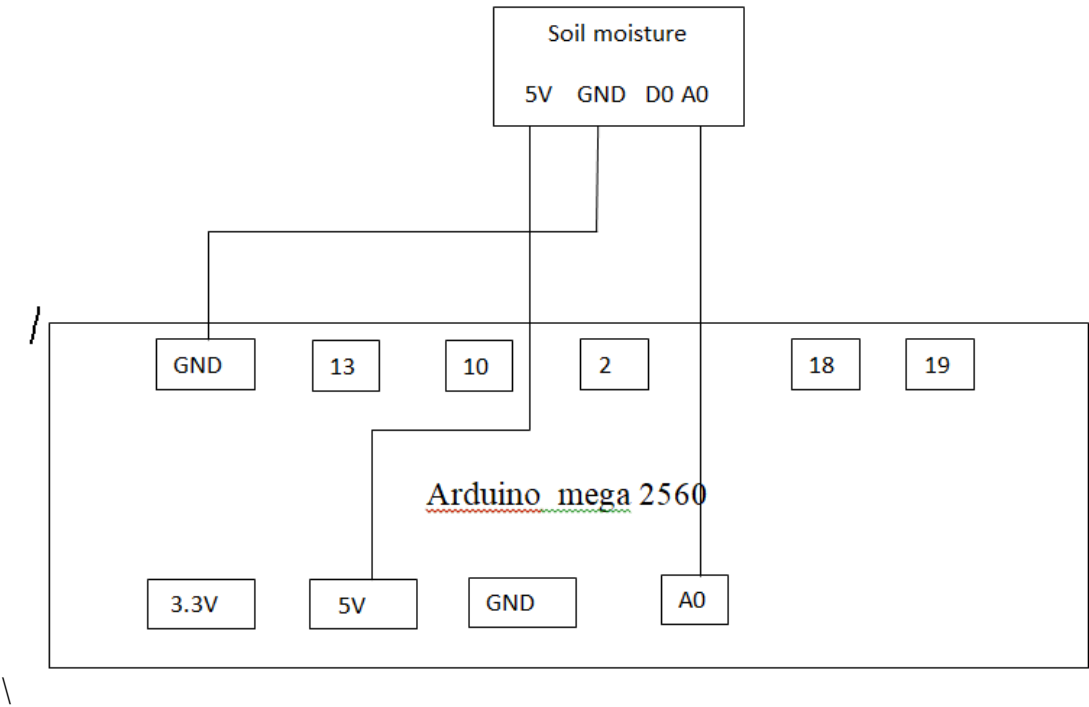 Soil moisture
5V GND D0 A0
GND 13 10 2 18 19
Arduino mega 2560
3.3V 5V GND A0